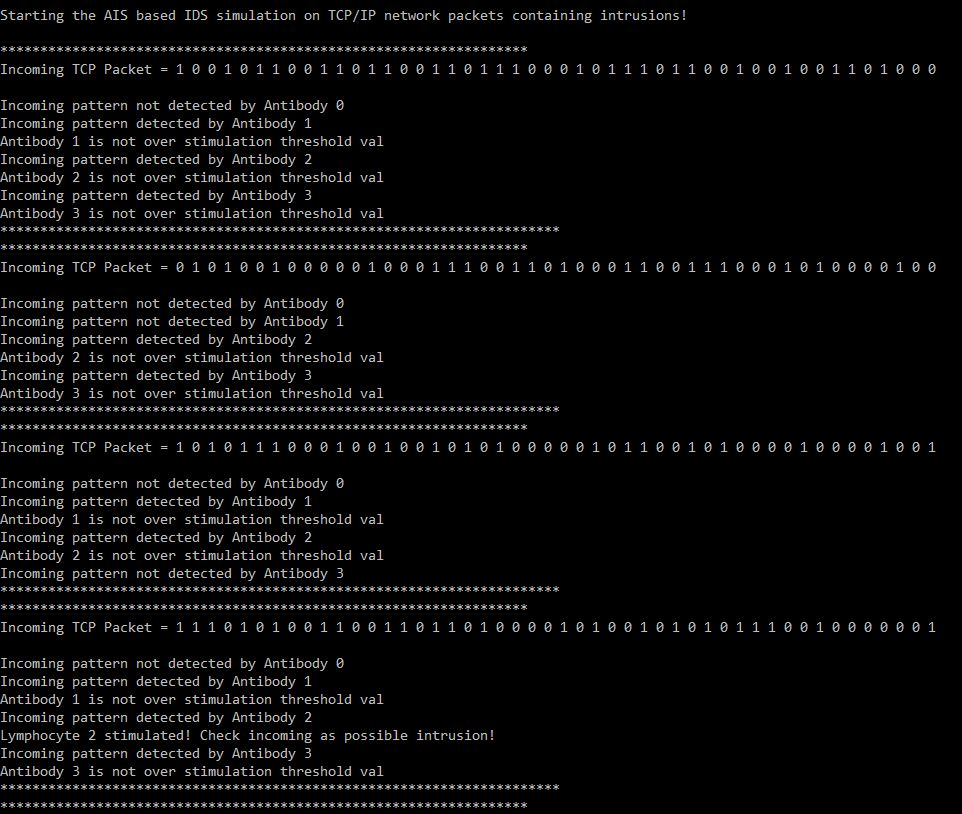 Starting the AIS based IDS simulation on TCP/IP network packets containing intrusions!
******************************************************************
Incoming TCP Packet = 1 0 0 1 0 1 1 0 0 1 1 0 1 1 0 0 1 1 0 1 1 1 0 0 0 1 0 1 1 1 0 1 1 0 0 1 0 0 1 0 0 1 1 0 1 0 0 0
Incoming pattern not detected by Antibody 0
Incoming pattern detected by Antibody 1
Antibody 1 is not over stimulation threshold val
Incoming pattern detected by Antibody 2
Antibody 2 is not over stimulation threshold val
Incoming pattern detected by Antibody 3
Antibody 3 is not over stimulation threshold val
**********************************************************************
******************************************************************
Incoming TCP Packet = 0 1 0 1 0 0 1 0 0 0 0 0 1 0 0 0 1 1 1 0 0 1 1 0 1 0 0 0 1 1 0 0 1 1 1 0 0 0 1 0 1 0 0 0 0 1 0 0
Incoming pattern not detected by Antibody 0
Incoming pattern not detected by Antibody 1
Incoming pattern detected by Antibody 2
Antibody 2 is not over stimulation threshold val
Incoming pattern detected by Antibody 3
Antibody 3 is not over stimulation threshold val
**********************************************************************
******************************************************************
Incoming TCP Packet = 1 0 1 0 1 1 1 0 0 0 1 0 0 1 0 0 1 0 1 0 1 0 0 0 0 0 1 0 1 1 0 0 1 0 1 0 0 0 0 1 0 0 0 0 1 0 0 1
Incoming pattern not detected by Antibody 0
Incoming pattern detected by Antibody 1
Antibody 1 is not over stimulation threshold val
Incoming pattern detected by Antibody 2
Antibody 2 is not over stimulation threshold val
Incoming pattern not detected by Antibody 3
**********************************************************************
******************************************************************
Incoming TCP Packet = 1 1 1 0 1 0 1 0 0 1 1 0 0 1 1 0 1 1 0 1 0 0 0 0 1 0 1 0 0 1 0 1 0 1 0 1 1 1 0 0 1 0 0 0 0 0 0 1
Incoming pattern not detected by Antibody 0
Incoming pattern detected by Antibody 1
Antibody 1 is not over stimulation threshold val
Incoming pattern detected by Antibody 2
Lymphocyte 2 stimulated! Check incoming as possible intrusion!
Incoming pattern detected by Antibody 3
Antibody 3 is not over stimulation threshold val
**********************************************************************
******************************************************************